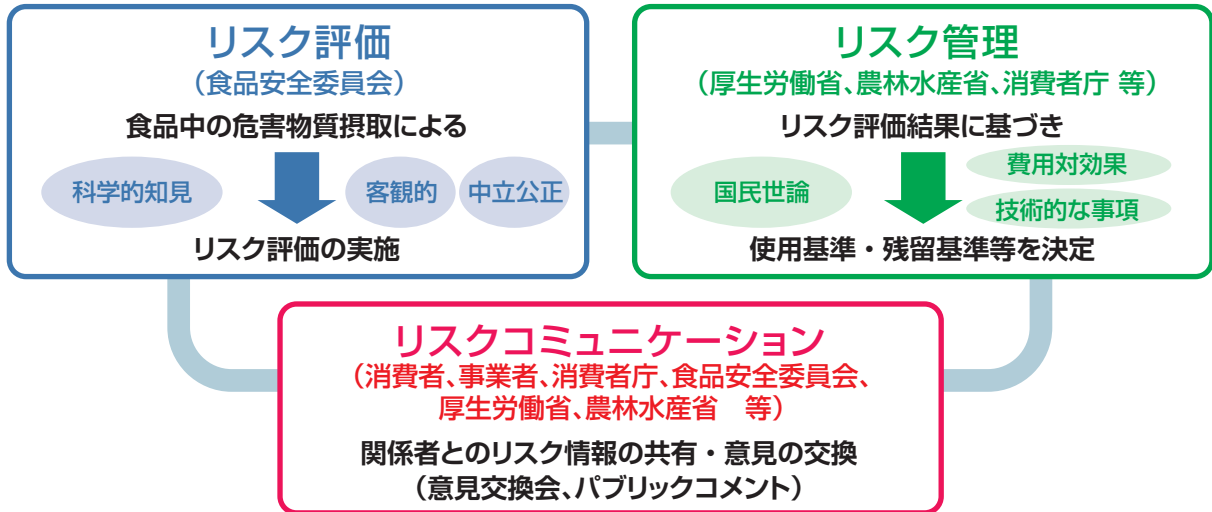 リスク評価
（食品安全委員会）
食品中の危害物質摂取による
科学的知見
客観的
中立公正
リスク評価の実施
リスク管理
（厚生労働省、農林水産省、消費者庁 等）
リスク評価結果に基づき
国民世論
費用対効果
技術的な事項
使用基準・残留基準等を決定
リスクコミュニケーション
（消費者、事業者、消費者庁、食品安全委員会、
厚生労働省、農林水産省　等）
関係者とのリスク情報の共有・意見の交換
（意見交換会、パブリックコメント）